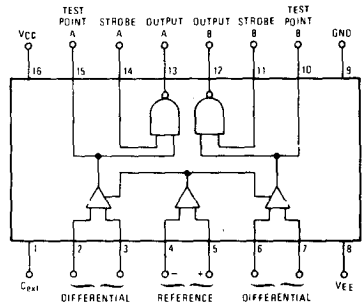 TEST POINT A
STROBE A
OUTPUT A
OUTPUT B
STROBE B
TEST POINT B
VCC
GND
16 15 14 13 12 11 10 9
1 2 3 4 5 6 7 8
− +
Cext
DIFFERENTIAL
REFERENCE
DIFFERENTIAL
VEE